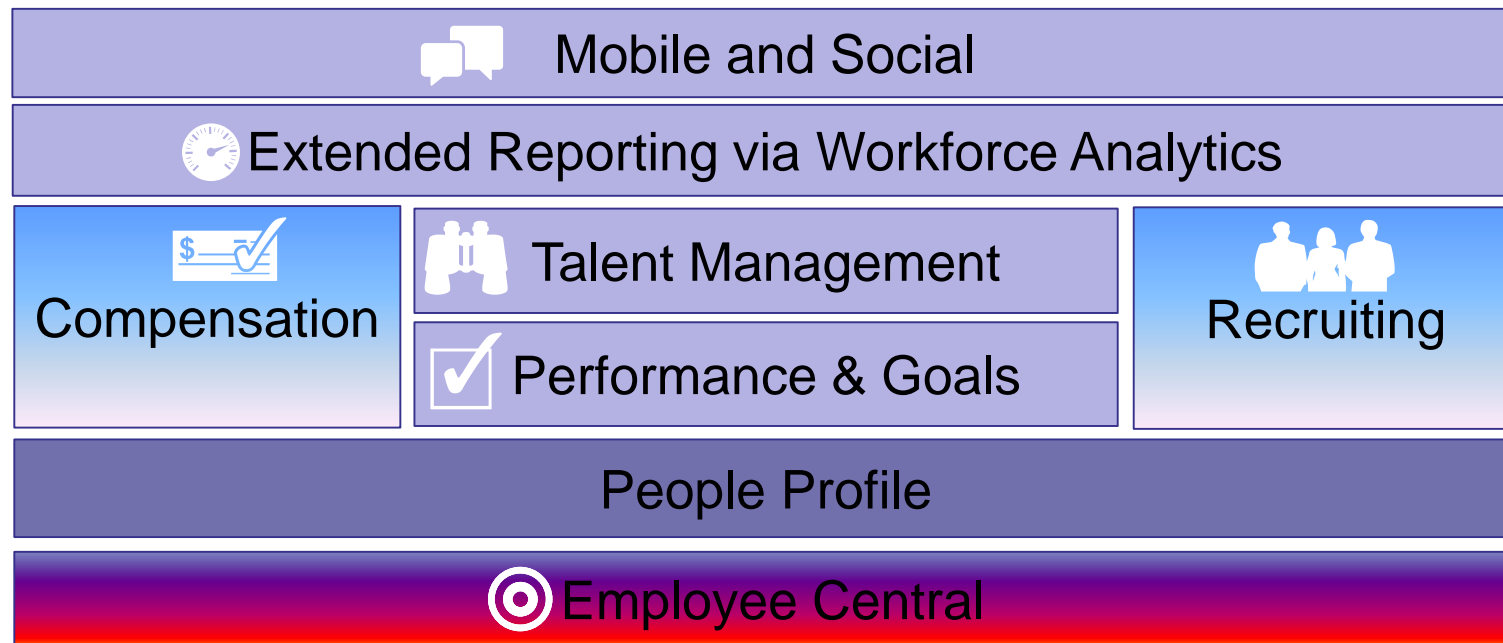 Mobile and Social
Extended Reporting via Workforce Analytics
$
Compensation
Talent Management
Performance & Goals
Recruiting
People Profile
Employee Central